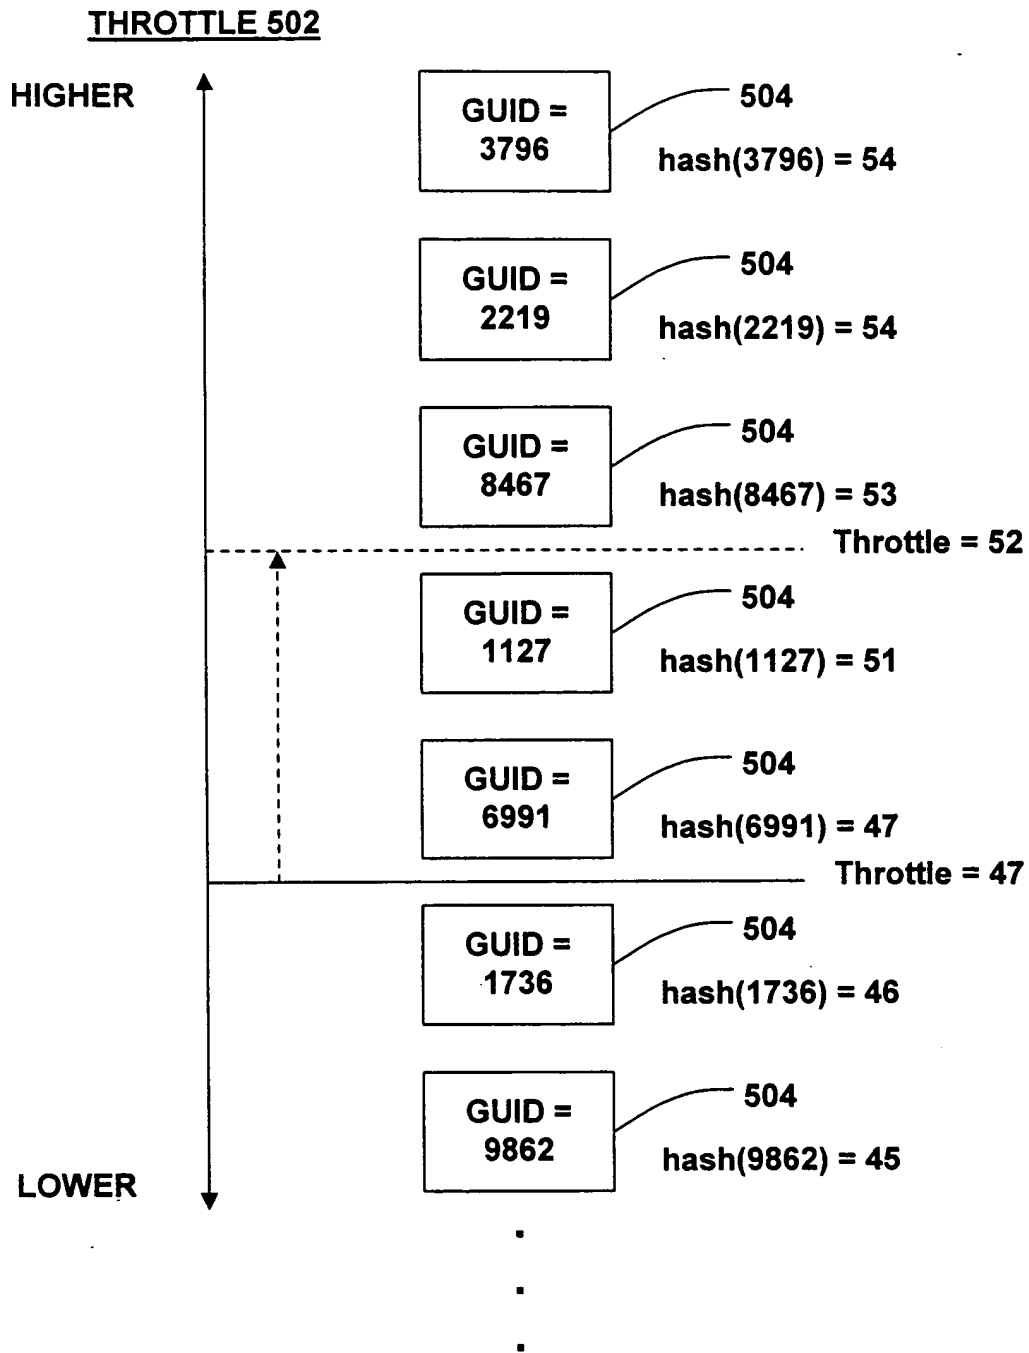 THROTTLE 502
HIGHER
GUID =
3796
504
hash(3796) = 54
GUID =
2219
504
hash(2219) = 54
GUID =
8467
504
hash(8467) = 53
Throttle = 52
GUID =
1127
504
hash(1127) = 51
GUID =
6991
504
hash(6991) = 47
Throttle = 47
GUID =
1736
504
hash(1736) = 46
GUID =
9862
504
hash(9862) = 45
LOWER